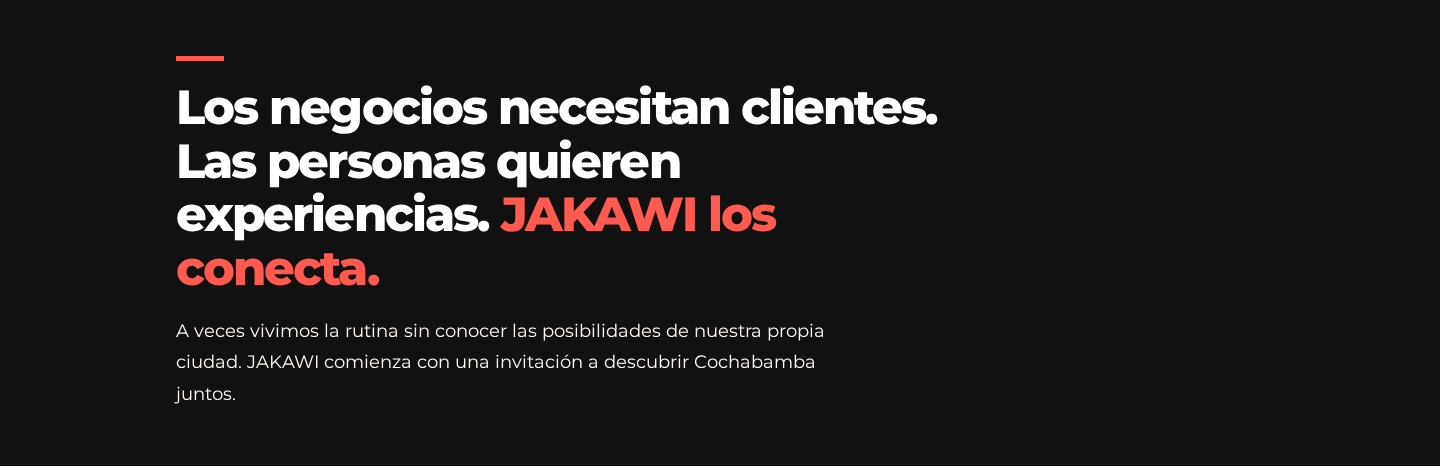 Los negocios necesitan clientes.
Las personas quieren
experiencias. JAKAWI los
conecta.
A veces vivimos la rutina sin conocer las posibilidades de nuestra propia
ciudad. JAKAWI comienza con una invitación a descubrir Cochabamba
juntos.